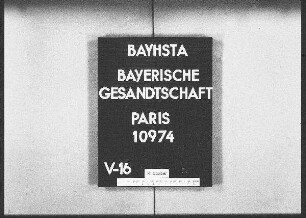 BAYHSTA
BAYERISCHE
GESANDTSCHAFT
PARIS
10974
V-16